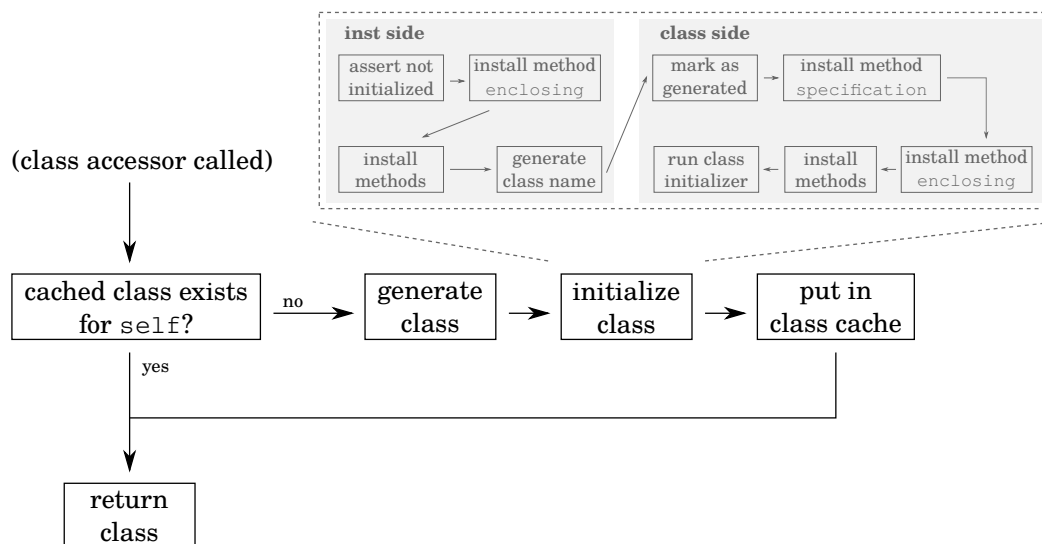 inst side
class side
assert not
initialized
install method
enclosing
mark as
generated
install method
specification
install
methods
generate
class name
run class
initializer
install
methods
install method
enclosing
(class accessor called)
cached class exists
for self?
no
generate
class
initialize
class
put in
class cache
yes
return
class